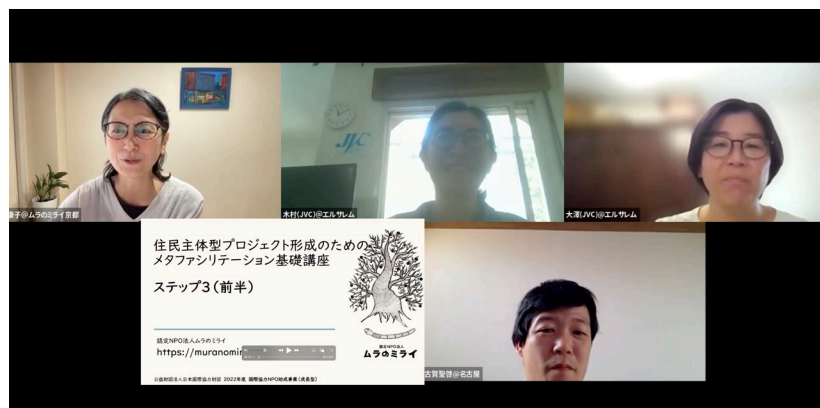 JVC
子@ムラのミライ京都
木村(JVC)@エルサレム
大澤(JVC)@エルサレム
住民主体型プロジェクト形成のための
メタファシリテーション基礎講座
ステップ3(前半)
認定NPO法人ムラのミライ
https://muranomir
認定NPO法人
ムラのミライ
公益財団法人日本国際協力財団 2022年度 国際協力NPO助成事業(成長型)
古賀聖啓@名古屋